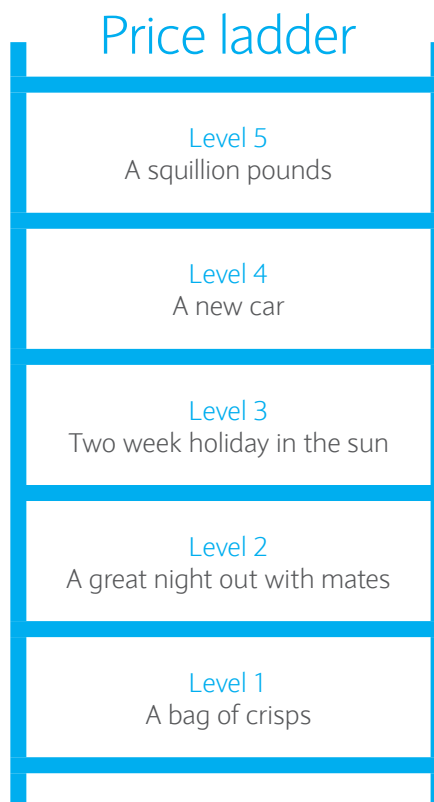 Price ladder
Level 5
A squillion pounds
Level 4
A new car
Level 3
Two week holiday in the sun
Level 2
A great night out with mates
Level 1
A bag of crisps